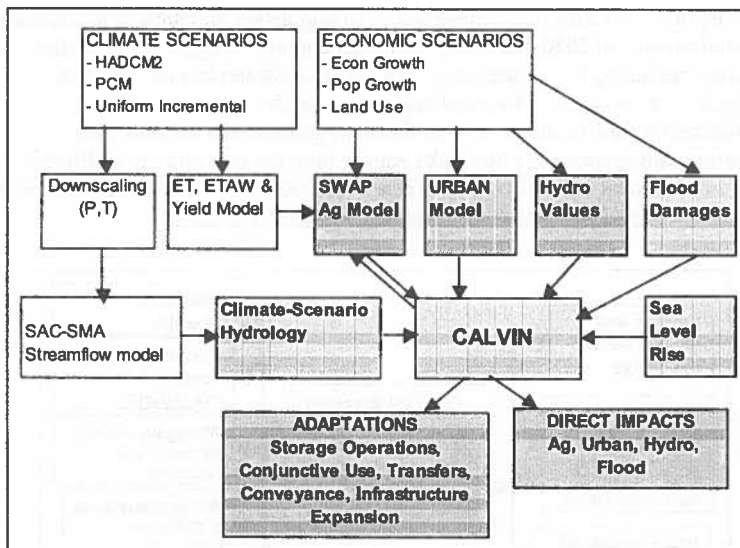 CLIMATE SCENARIOS
- HADCM2
- PCM
- Uniform Incremental
ECONOMIC SCENARIOS
- Econ Growth
- Pop Growth
- Land Use
Downscaling
(P,T)
ET, ETAW &
Yield Model
SWAP
Ag Model
URBAN
Model
Hydro
Values
Flood
Damages
SAC-SMA
Streamflow model
Climate-Scenario
Hydrology
CALVIN
Sea
Level
Rise
ADAPTATIONS
Storage Operations,
Conjunctive Use, Transfers,
Conveyance, Infrastructure
Expansion
DIRECT IMPACTS
Ag, Urban, Hydro,
Flood